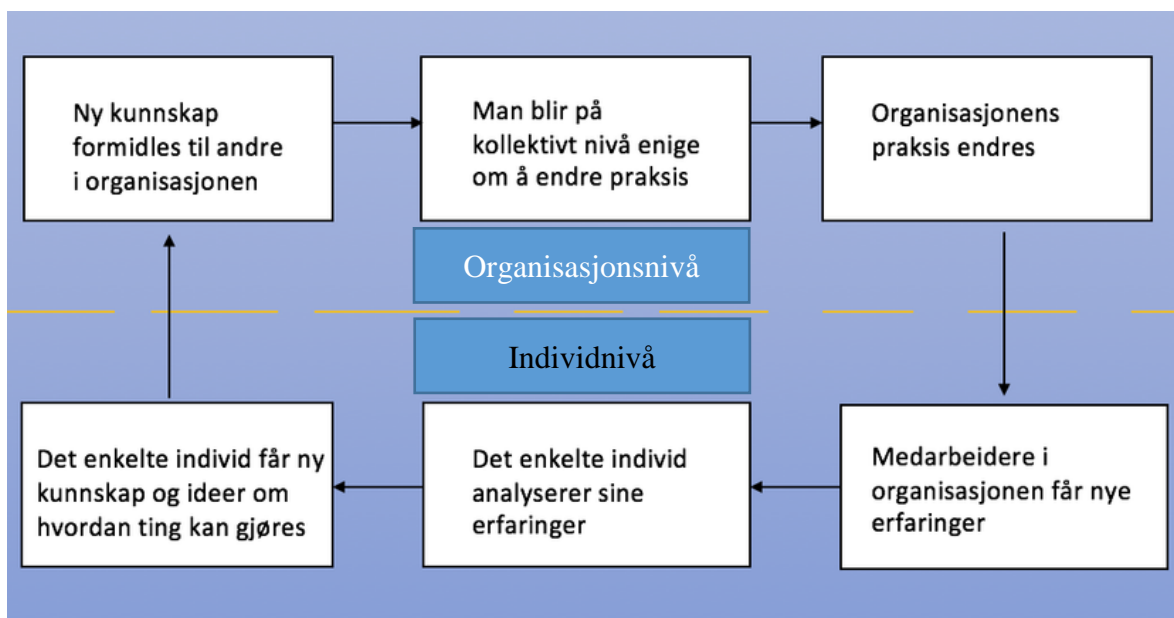 Ny kunnskap
formidles til andre
i organisasjonen
Man blir på
kollektivt nivå enige
om å endre praksis
Organisasjonens
praksis endres
Organisasjonsnivå
Individnivå
Det enkelte individ får ny
kunnskap og ideer om
hvordan ting kan gjøres
Det enkelte individ
analyserer sine
erfaringer
Medarbeidere i
organisasjonen får nye
erfaringer